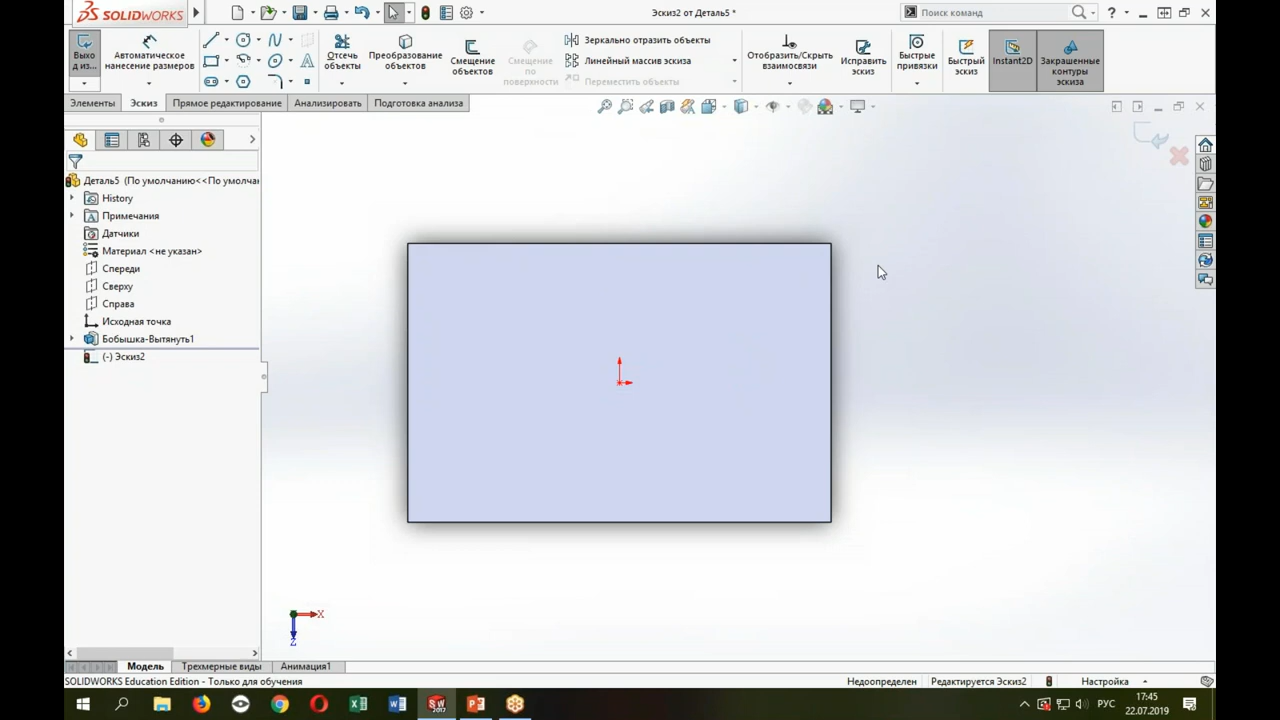 SOLIDWORKS
Эскиз2 от Деталь5 *
Поиск команд
?
Выхо
д из...
Автоматическое
нанесение размеров
Отсечь
объекты
Преобразование
объектов
Смещение
объектов
Смещение
по
поверхности
Зеркально отразить объекты
Линейный массив эскиза
Переместить объекты
Отобразить/Скрыть
взаимосвязи
Исправить
эскиз
Быстрые
привязки
Быстрый
эскиз
Instant2D
Закрашенные
контуры
эскиза
Элементы
Эскиз
Прямое редактирование
Анализировать
Подготовка анализа
Деталь5 (По умолчанию<<По умолчан
History
Примечания
Датчики
Материал <не указан>
Спереди
Сверху
Справа
Исходная точка
Бобышка-Вытянуть1
(-) Эскиз2
X
Z
Модель
Трехмерные виды
Анимация1
SOLIDWORKS Education Edition - Только для обучения
Недоопределен
Редактируется Эскиз2
Настройка
SW
2017
РУС
17:45
22.07.2019